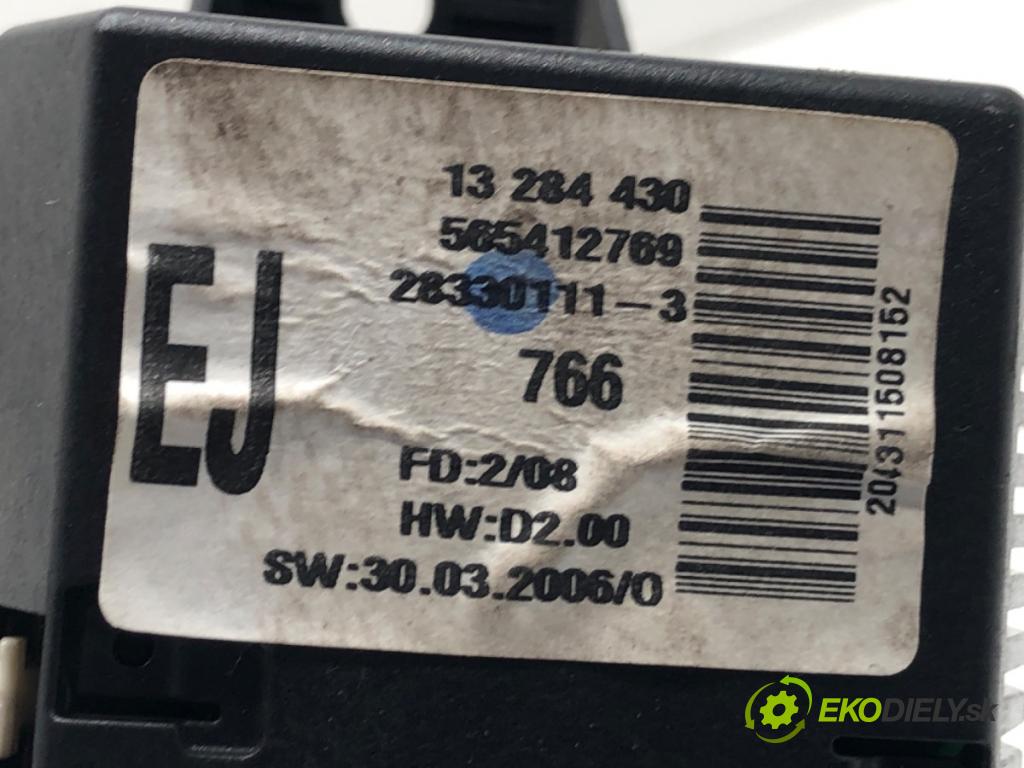 EJ
13 284 430
565412769
28330111-3
766
FD:2/08
HW:D2.00
SW:30.03.2006/0
204311508152
EKODIELY.sk